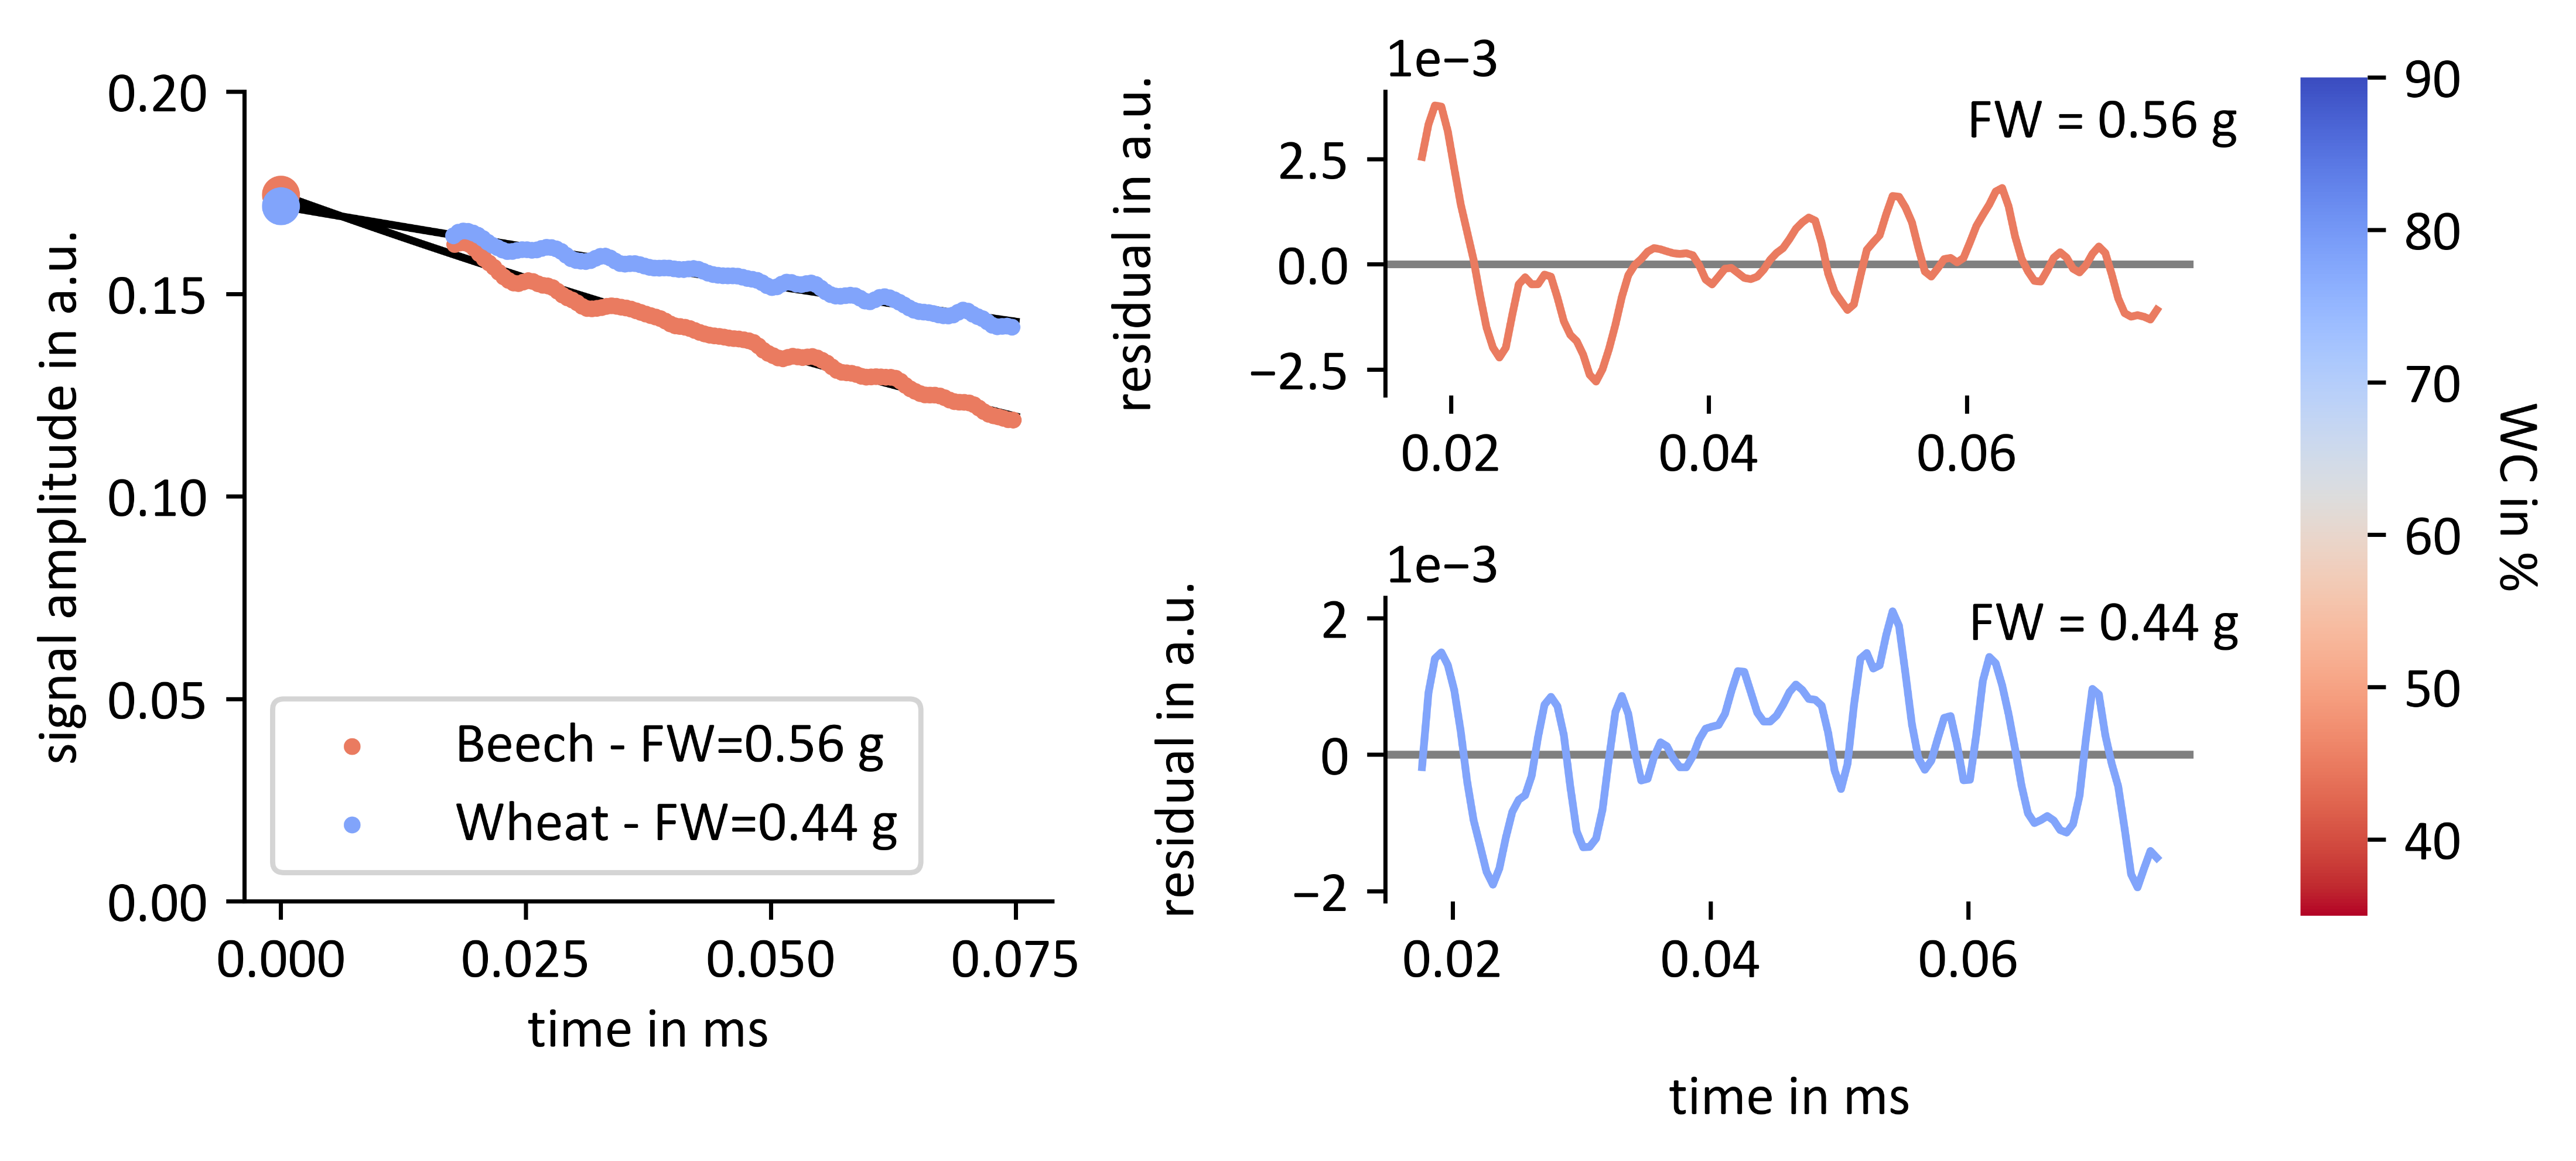 0.20
0.15
0.10
0.05
0.00
signal amplitude in a.u.
Beech - FW=0.56 g
Wheat - FW=0.44 g
0.000 0.025 0.050 0.075
time in ms
1e−3
FW = 0.56 g
2.5
0.0
−2.5
residual in a.u.
0.02 0.04 0.06
1e−3
FW = 0.44 g
2
0
−2
residual in a.u.
0.02 0.04 0.06
time in ms
90
80
70
60
50
40
WC in %